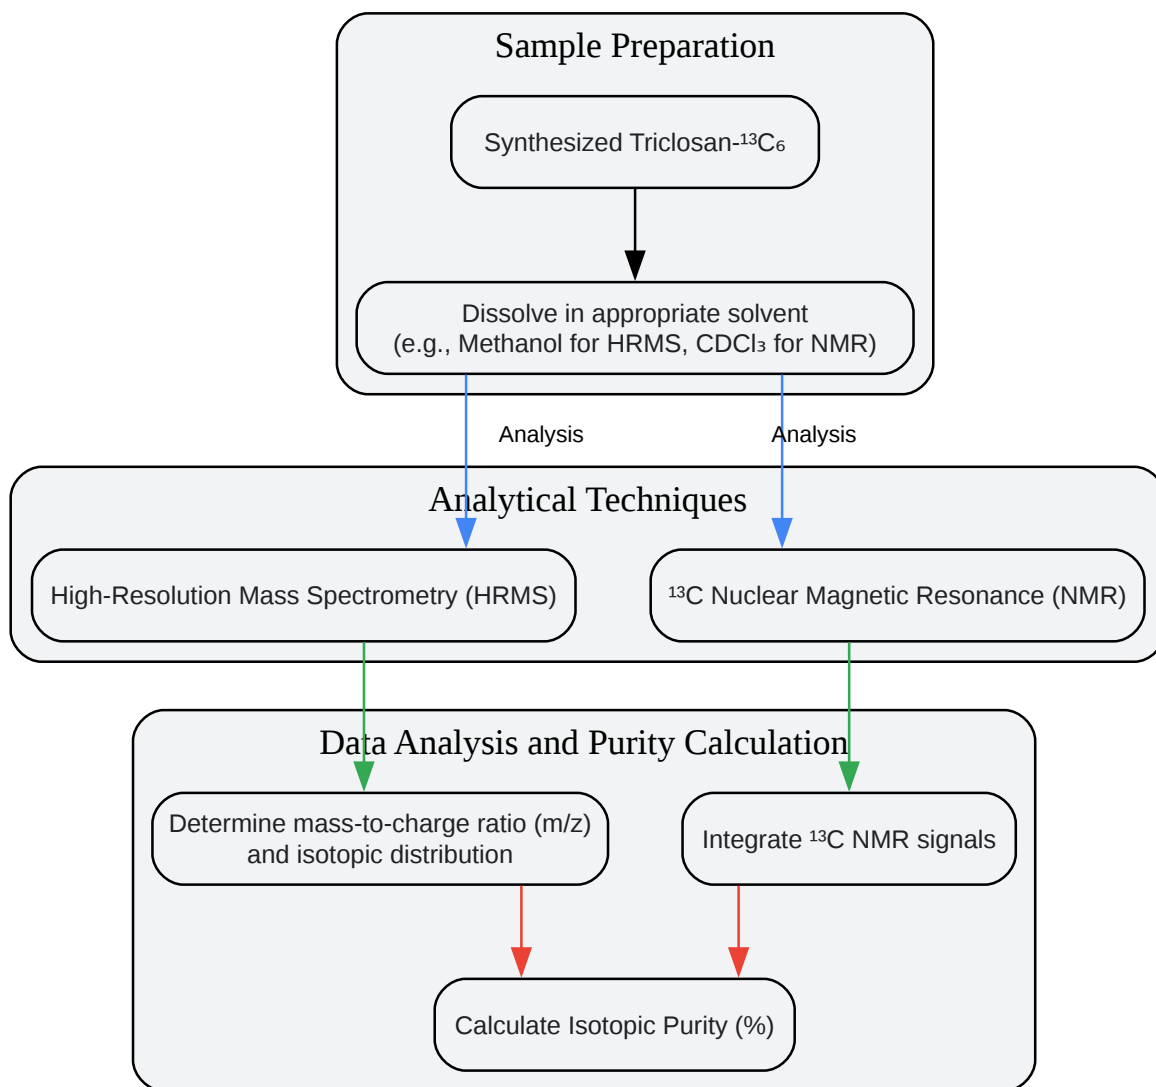 Sample Preparation
Synthesized Triclosan-¹³C₆
Dissolve in appropriate solvent
(e.g., Methanol for HRMS, CDCl₃ for NMR)
Analysis
Analysis
Analytical Techniques
High-Resolution Mass Spectrometry (HRMS)
¹³C Nuclear Magnetic Resonance (NMR)
Data Analysis and Purity Calculation
Determine mass-to-charge ratio (m/z)
and isotopic distribution
Integrate ¹³C NMR signals
Calculate Isotopic Purity (%)